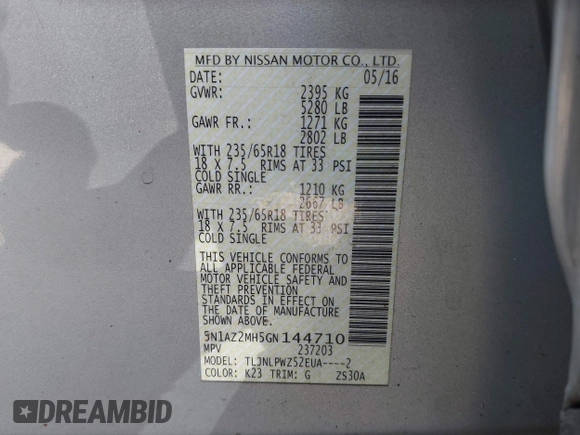 MFD BY NISSAN MOTOR CO., LTD.
DATE: 05/16
GVWR: 2395 KG
5280 LB
GAWR FR.: 1271 KG
2802 LB
WITH 235/65R18 TIRES
18 X 7.5 RIMS AT 33 PSI
COLD SINGLE
GAWR RR.: 1210 KG
2667 LB
WITH 235/65R18 TIRES
18 X 7.5 RIMS AT 33 PSI
COLD SINGLE
THIS VEHICLE CONFORMS TO
ALL APPLICABLE FEDERAL
MOTOR VEHICLE SAFETY AND
THEFT PREVENTION
STANDARDS IN EFFECT ON
THE DATE OF MANUFACTURE
SHOWN ABOVE.
5N1AZ2MH5GN144710
MPV 237203
MODEL: TLJNLPWZ52EUA----2
COLOR: K23 TRIM: G ZS30A
DREAMBID